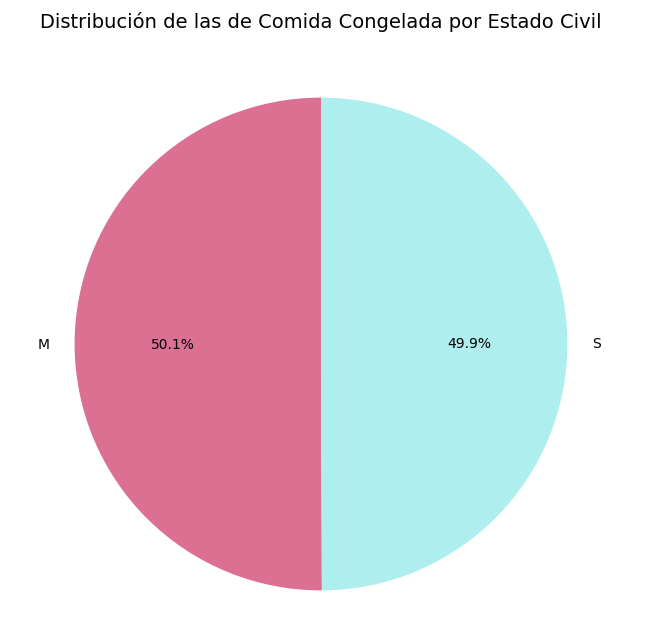 Distribución de las de Comida Congelada por Estado Civil
M
50.1%
49.9%
S